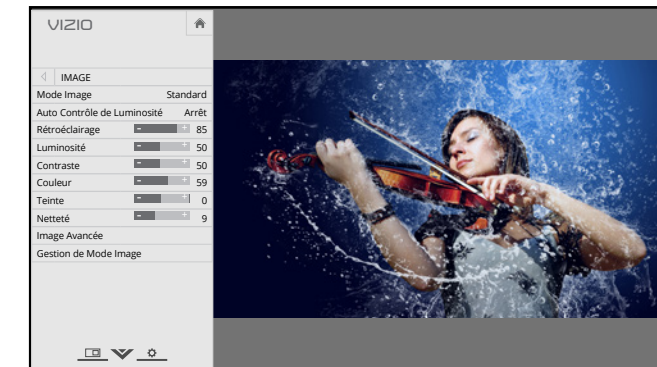 VIZIO
IMAGE
Mode Image Standard
Auto Contrôle de Luminosité Arrêt
Rétroéclairage - + 85
Luminosité - + 50
Contraste - + 50
Couleur - + 59
Teinte - + 0
Netteté - + 9
Image Avancée
Gestion de Mode Image